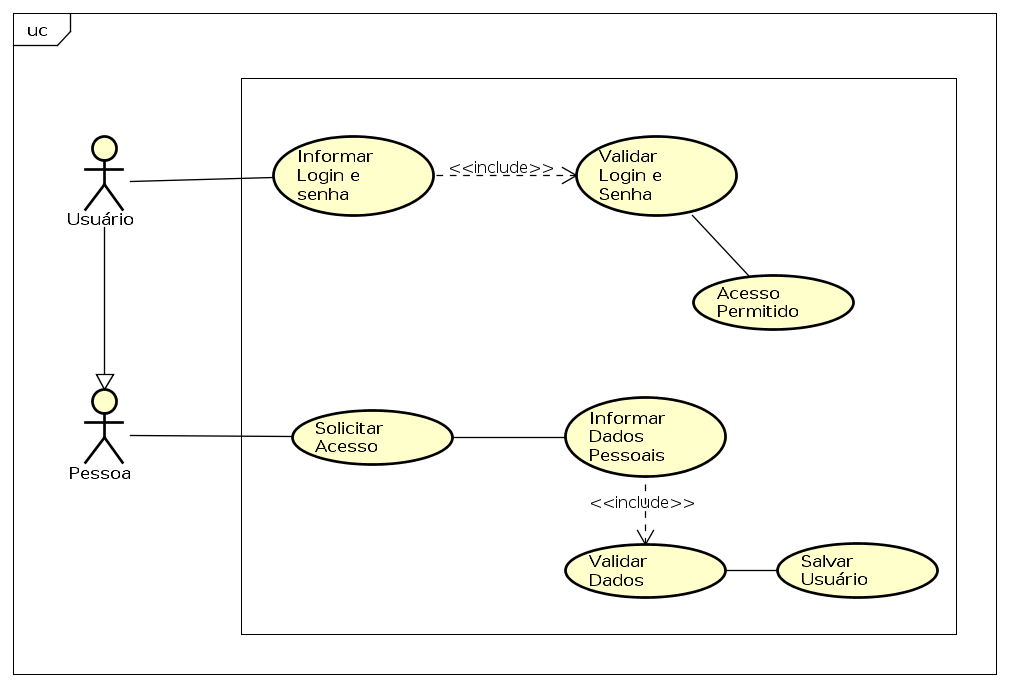 uc
Usuário
Informar
Login e
senha
<<include>>
Validar
Login e
Senha
Acesso
Permitido
Pessoa
Solicitar
Acesso
Informar
Dados
Pessoais
<<include>>
Validar
Dados
Salvar
Usuário